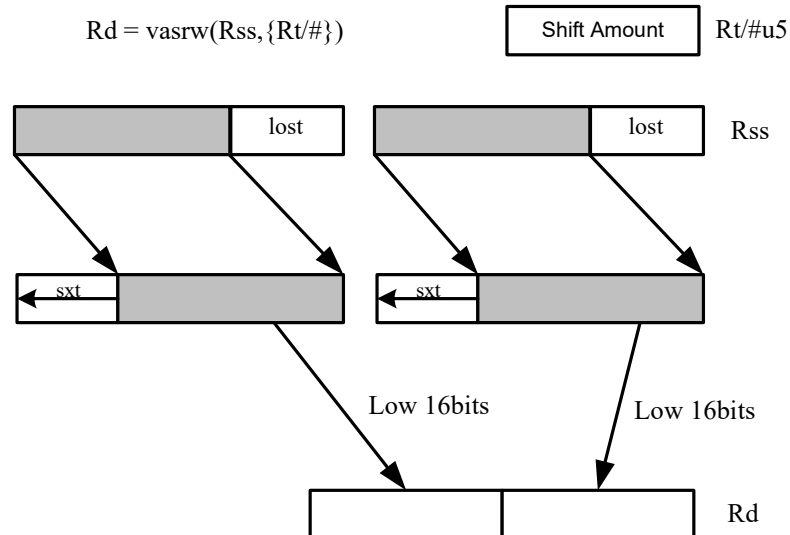 Rd = vasrw(Rss,{Rt/#})
Shift Amount
Rt/#u5
lost
lost
Rss
sxt
sxt
Low 16bits
Low 16bits
Rd